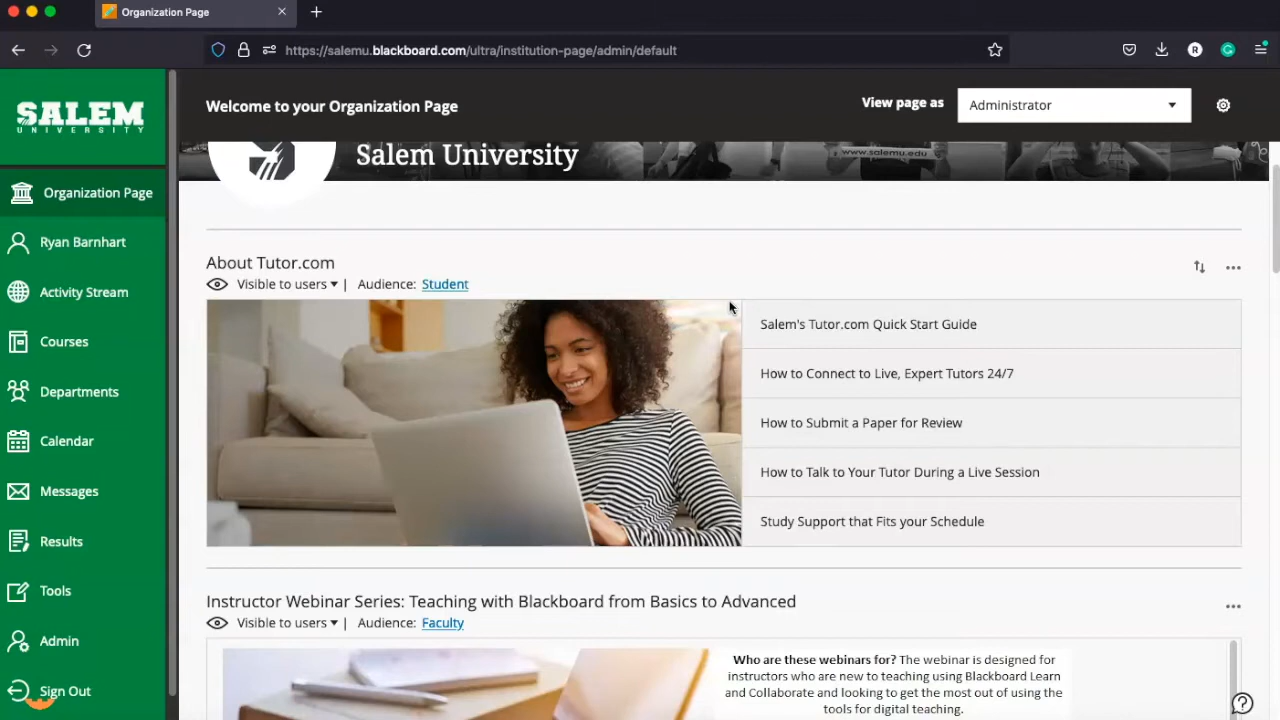 Organization Page
https://salemu.blackboard.com/ultra/institution-page/admin/default
R
SALEM
UNIVERSITY
Welcome to your Organization Page
View page as
Administrator
www.salemu.edu
Salem University
Organization Page
Ryan Barnhart
Activity Stream
Courses
Departments
Calendar
Messages
Results
Tools
Admin
Sign Out
About Tutor.com
Visible to users | Audience: Student
Salem's Tutor.com Quick Start Guide
How to Connect to Live, Expert Tutors 24/7
How to Submit a Paper for Review
How to Talk to Your Tutor During a Live Session
Study Support that Fits your Schedule
Instructor Webinar Series: Teaching with Blackboard from Basics to Advanced
Visible to users | Audience: Faculty
Who are these webinars for? The webinar is designed for
instructors who are new to teaching using Blackboard Learn
and Collaborate and looking to get the most out of using the
tools for digital teaching.